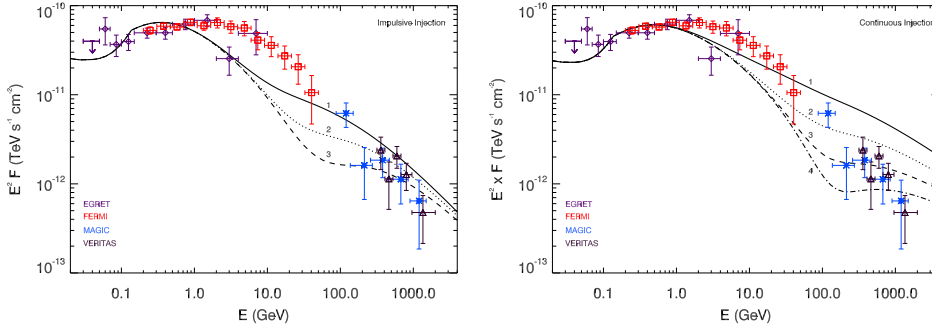 Impulsive Injection
10⁻¹⁰
10⁻¹¹
10⁻¹²
10⁻¹³
E² F (TeV s⁻¹ cm⁻²)
1
2
3
EGRET
FERMI
MAGIC
VERITAS
0.1 1.0 10.0 100.0 1000.0
E (GeV)
Continuous Injection
10⁻¹⁰
10⁻¹¹
10⁻¹²
10⁻¹³
E² x F (TeV s⁻¹ cm⁻²)
1
2
3
4
EGRET
FERMI
MAGIC
VERITAS
0.1 1.0 10.0 100.0 1000.0
E (GeV)